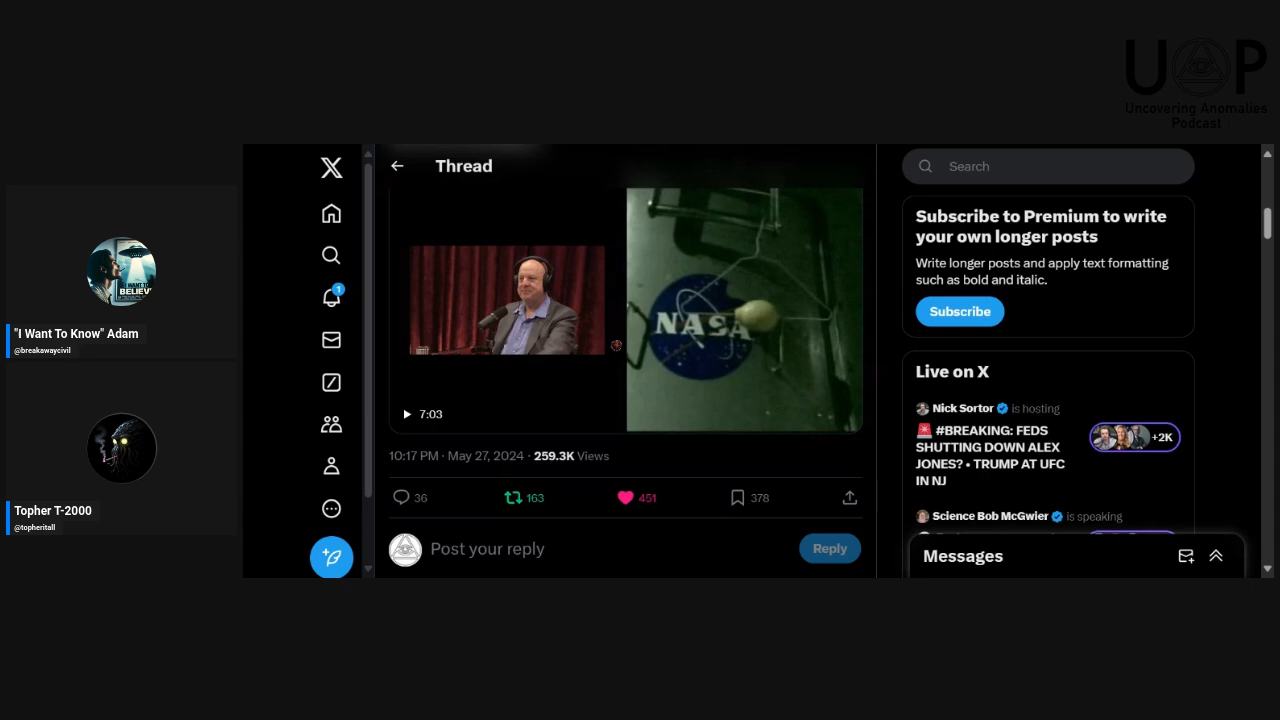 UAP
Uncovering Anomalies
Podcast
"I Want To Know" Adam
@breakawaycivil
Topher T-2000
@topheritall
I WANT TO
BELIEV
1
Thread
NASA
7:03
10:17 PM · May 27, 2024 · 259.3K Views
36
163
451
378
Post your reply
Reply
Search
Subscribe to Premium to write
your own longer posts
Write longer posts and apply text formatting
such as bold and italic.
Subscribe
Live on X
Nick Sortor is hosting
🚨 #BREAKING: FEDS
SHUTTING DOWN ALEX
JONES? • TRUMP AT UFC
IN NJ
+2K
Science Bob McGwier is speaking
Messages